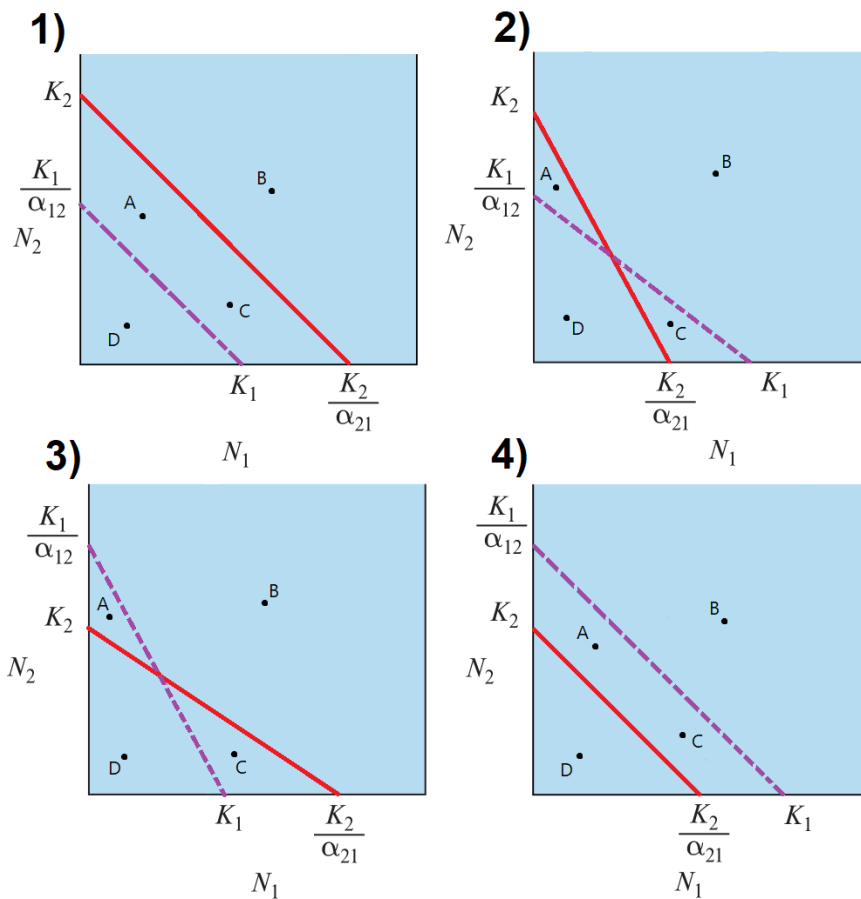 1)
K₂
K₁
α₁₂
N₂
A
B
C
D
K₁
K₂
α₂₁
N₁
2)
K₂
K₁
α₁₂
N₂
A
B
D
C
K₂
α₂₁
K₁
N₁
3)
K₁
α₁₂
K₂
N₂
A
B
D
C
K₁
K₂
α₂₁
N₁
4)
K₁
α₁₂
K₂
N₂
B
A
C
D
K₂
α₂₁
K₁
N₁